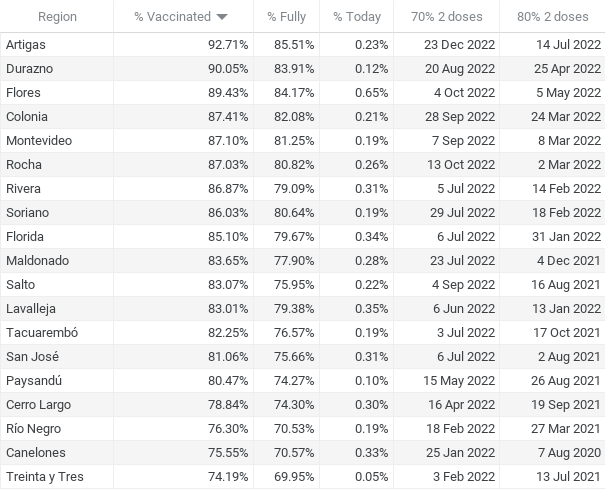 Region % Vaccinated % Fully % Today 70% 2 doses 80% 2 doses
Artigas 92.71% 85.51% 0.23% 23 Dec 2022 14 Jul 2022
Durazno 90.05% 83.91% 0.12% 20 Aug 2022 25 Apr 2022
Flores 89.43% 84.17% 0.65% 4 Oct 2022 5 May 2022
Colonia 87.41% 82.08% 0.21% 28 Sep 2022 24 Mar 2022
Montevideo 87.10% 81.25% 0.19% 7 Sep 2022 8 Mar 2022
Rocha 87.03% 80.82% 0.26% 13 Oct 2022 2 Mar 2022
Rivera 86.87% 79.09% 0.31% 5 Jul 2022 14 Feb 2022
Soriano 86.03% 80.64% 0.19% 29 Jul 2022 18 Feb 2022
Florida 85.10% 79.67% 0.34% 6 Jul 2022 31 Jan 2022
Maldonado 83.65% 77.90% 0.28% 23 Jul 2022 4 Dec 2021
Salto 83.07% 75.95% 0.22% 4 Sep 2022 16 Aug 2021
Lavalleja 83.01% 79.38% 0.35% 6 Jun 2022 13 Jan 2022
Tacuarembó 82.25% 76.57% 0.19% 3 Jul 2022 17 Oct 2021
San José 81.06% 75.66% 0.31% 6 Jul 2022 2 Aug 2021
Paysandú 80.47% 74.27% 0.10% 15 May 2022 26 Aug 2021
Cerro Largo 78.84% 74.30% 0.30% 16 Apr 2022 19 Sep 2021
Río Negro 76.30% 70.53% 0.19% 18 Feb 2022 27 Mar 2021
Canelones 75.55% 70.57% 0.33% 25 Jan 2022 7 Aug 2020
Treinta y Tres 74.19% 69.95% 0.05% 3 Feb 2022 13 Jul 2021